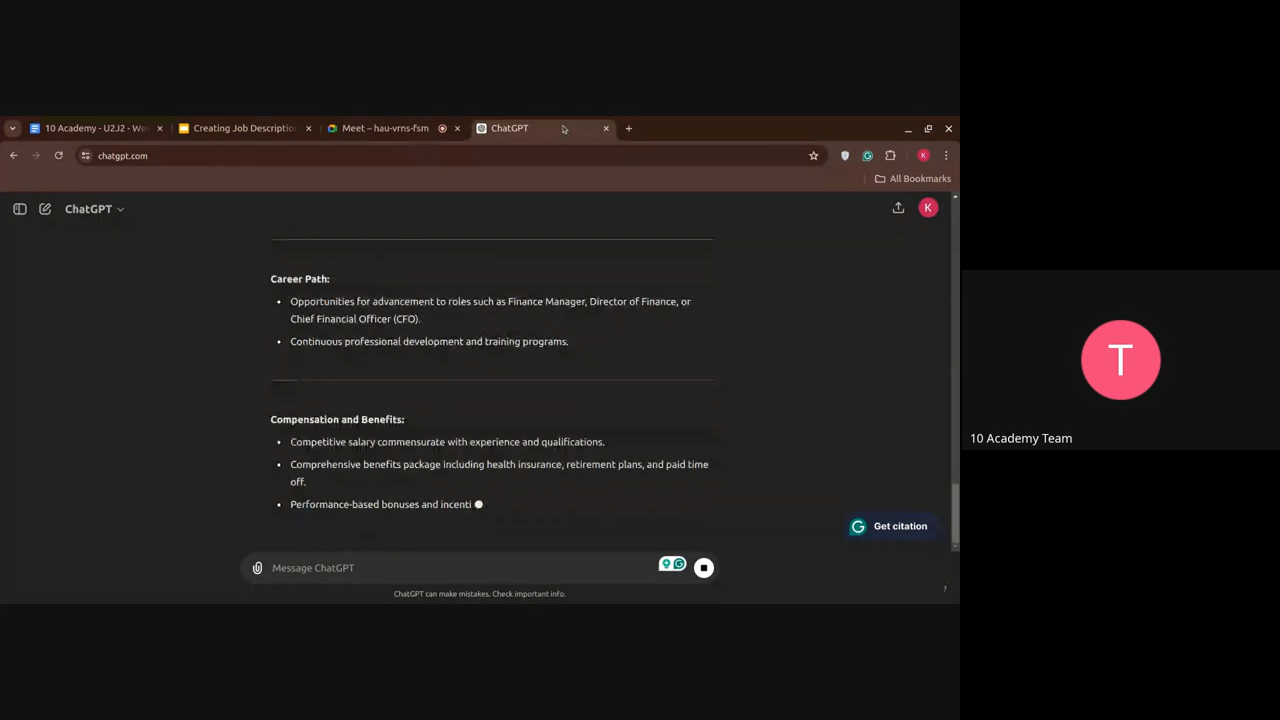 10 Academy - U2J2 - We
Creating Job Descriptio
Meet – hau-vrns-fsm
ChatGPT
chatgpt.com
K
All Bookmarks
ChatGPT
K
Career Path:
• Opportunities for advancement to roles such as Finance Manager, Director of Finance, or
Chief Financial Officer (CFO).
• Continuous professional development and training programs.
Compensation and Benefits:
• Competitive salary commensurate with experience and qualifications.
• Comprehensive benefits package including health insurance, retirement plans, and paid time
off.
• Performance-based bonuses and incenti
Get citation
Message ChatGPT
ChatGPT can make mistakes. Check important info.
?
T
10 Academy Team